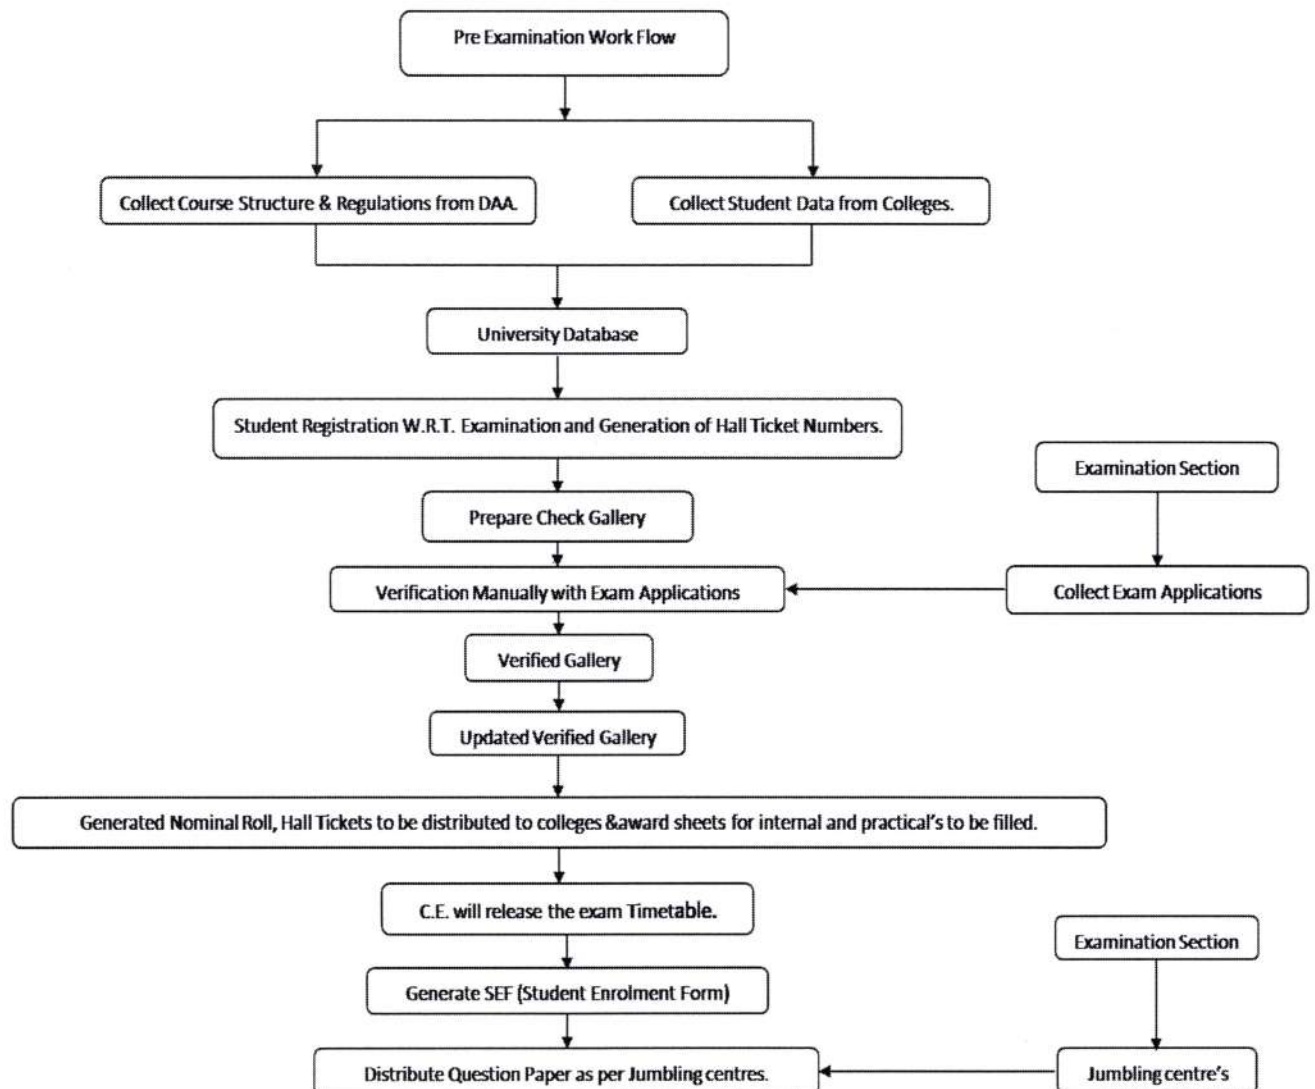 Pre Examination Work Flow
Collect Course Structure & Regulations from DAA.
Collect Student Data from Colleges.
University Database
Student Registration W.R.T. Examination and Generation of Hall Ticket Numbers.
Examination Section
Prepare Check Gallery
Verification Manually with Exam Applications
Collect Exam Applications
Verified Gallery
Updated Verified Gallery
Generated Nominal Roll, Hall Tickets to be distributed to colleges &award sheets for internal and practical's to be filled.
C.E. will release the exam Timetable.
Examination Section
Generate SEF (Student Enrolment Form)
Distribute Question Paper as per Jumbling centres.
Jumbling centre's